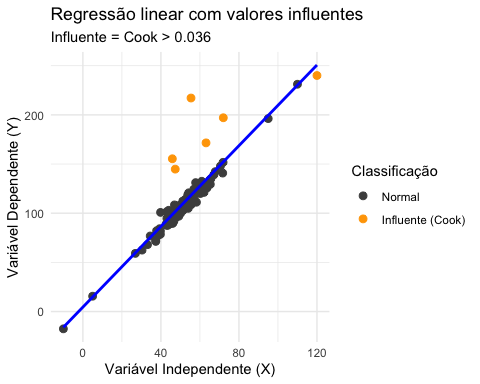 Regressão linear com valores influentes
Influente = Cook > 0.036
Variável Dependente (Y)
200
100
0
0
40
80
120
Variável Independente (X)
Classificação
Normal
Influente (Cook)